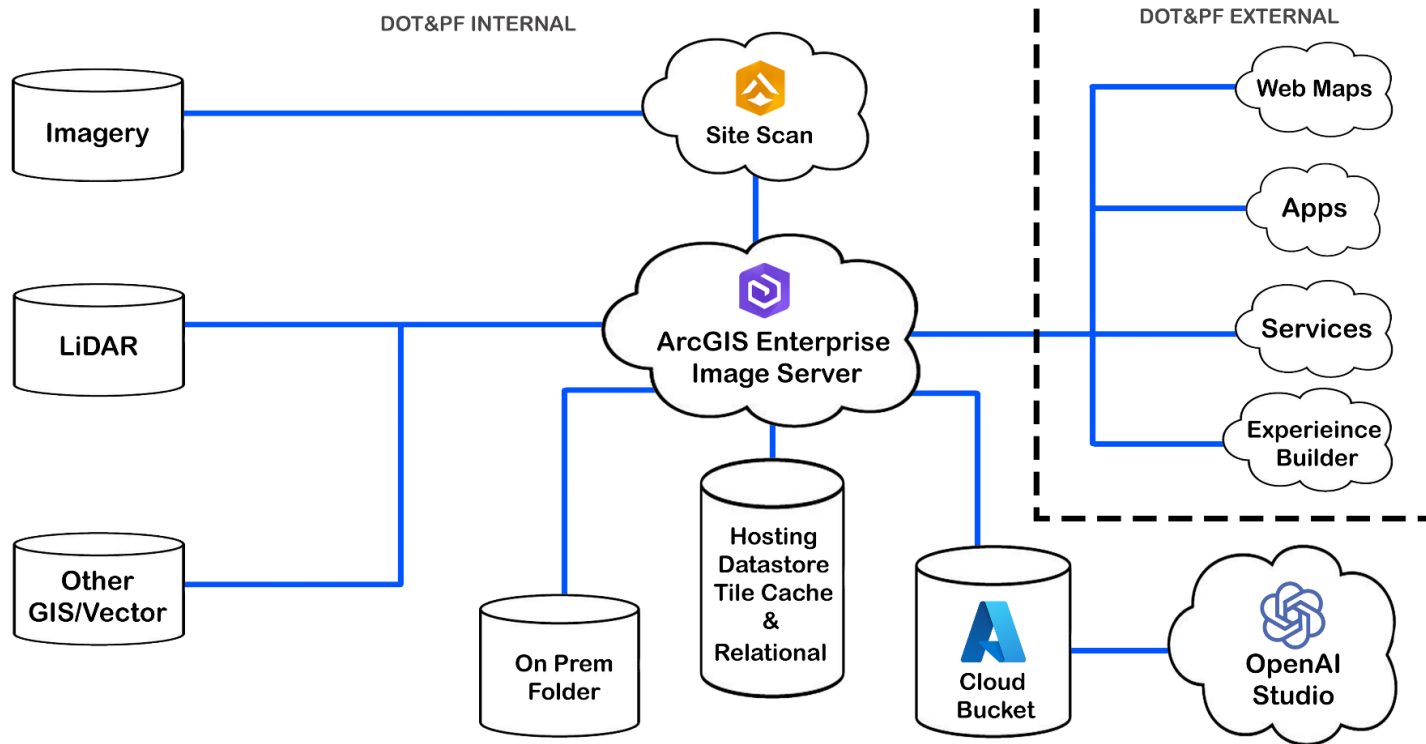 DOT&PF INTERNAL
DOT&PF EXTERNAL
Imagery
Site Scan
Web Maps
Apps
LiDAR
ArcGIS Enterprise
Image Server
Services
Experieince
Builder
Other
GIS/Vector
On Prem
Folder
Hosting
Datastore
Tile Cache
&
Relational
Cloud
Bucket
OpenAI
Studio